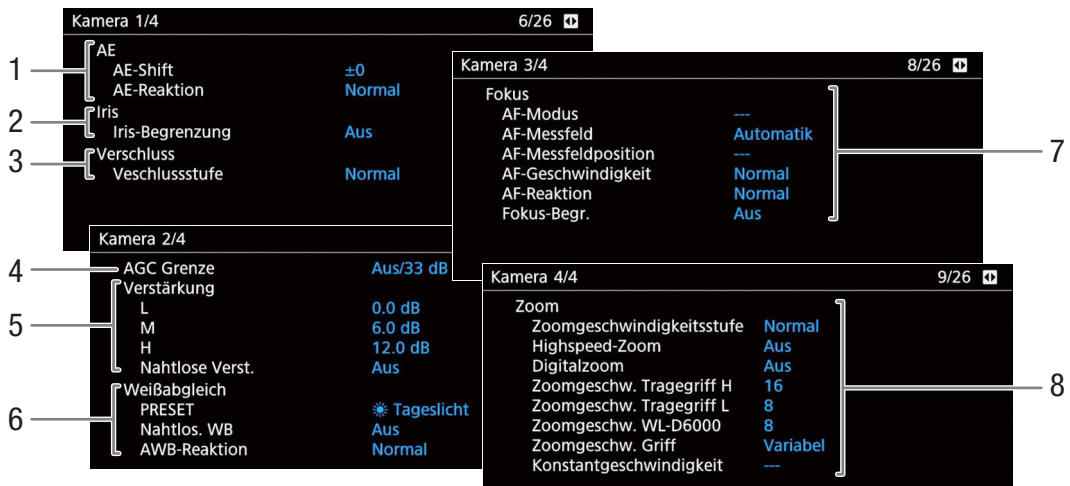 Kamera 1/4 6/26
1 AE
AE-Shift ±0
AE-Reaktion Normal
2 Iris
Iris-Begrenzung Aus
3 Verschluss
Veschlussstufe Normal
Kamera 2/4
4 AGC Grenze Aus/33 dB
5 Verstärkung
L 0.0 dB
M 6.0 dB
H 12.0 dB
Nahtlose Verst. Aus
6 Weißabgleich
PRESET Tageslicht
Nahtlos. WB Aus
AWB-Reaktion Normal
Kamera 3/4 8/26
Fokus
AF-Modus ---
AF-Messfeld Automatik
AF-Messfeldposition --- 7
AF-Geschwindigkeit Normal
AF-Reaktion Normal
Fokus-Begr. Aus
Kamera 4/4 9/26
Zoom
Zoomgeschwindigkeitsstufe Normal
Highspeed-Zoom Aus
Digitalzoom Aus
Zoomgeschw. Tragegriff H 16 8
Zoomgeschw. Tragegriff L 8
Zoomgeschw. WL-D6000 8
Zoomgeschw. Griff Variabel
Konstantgeschwindigkeit ---